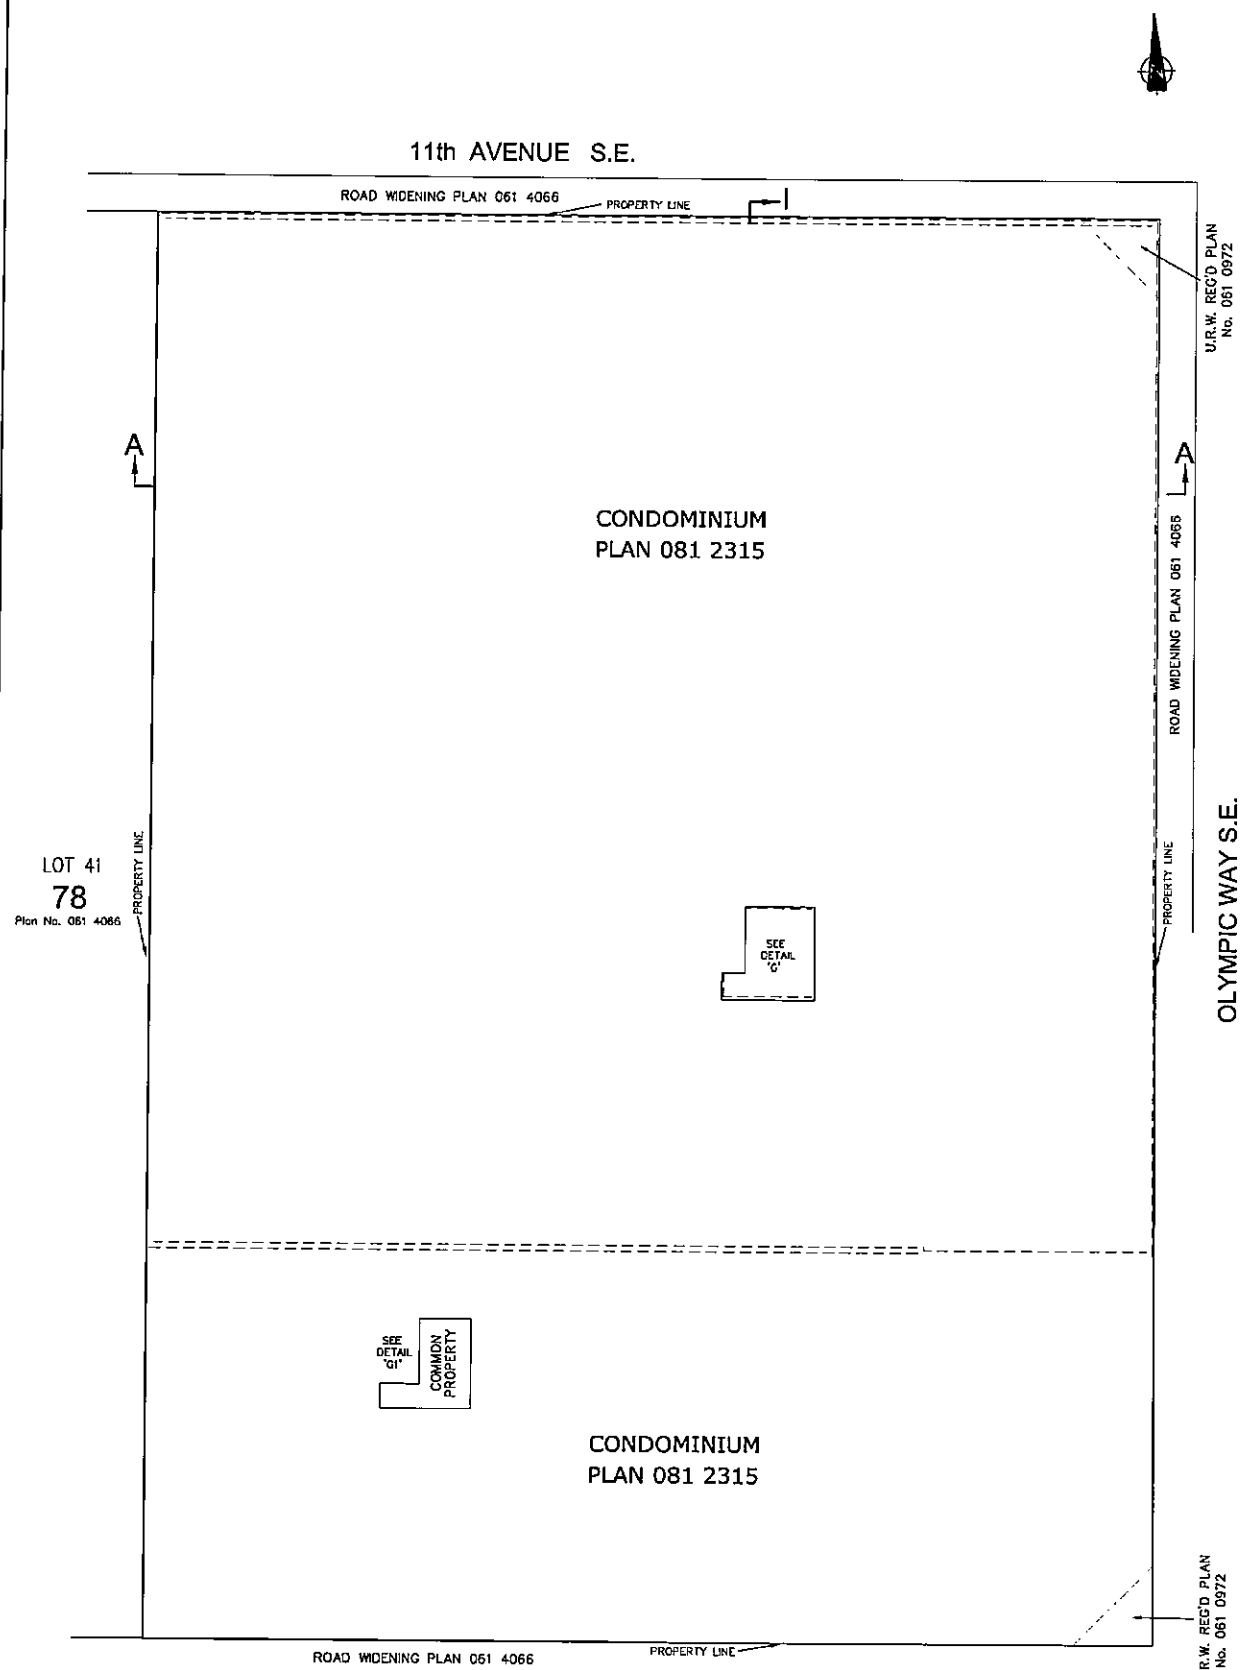 11th AVENUE S.E.
ROAD WIDENING PLAN 061 4066
PROPERTY LINE
I
U.R.W. REG'D PLAN
No. 061 0972
A
A
CONDOMINIUM
PLAN 081 2315
ROAD WIDENING PLAN 061 4066
PROPERTY LINE
LOT 41
78
Plan No. 061 4066
PROPERTY LINE
OLYMPIC WAY S.E.
SEE
DETAIL
'G'
SEE
DETAIL
'G1'
COMMON
PROPERTY
CONDOMINIUM
PLAN 081 2315
R.W. REG'D PLAN
No. 061 0972
ROAD WIDENING PLAN 061 4066
PROPERTY LINE